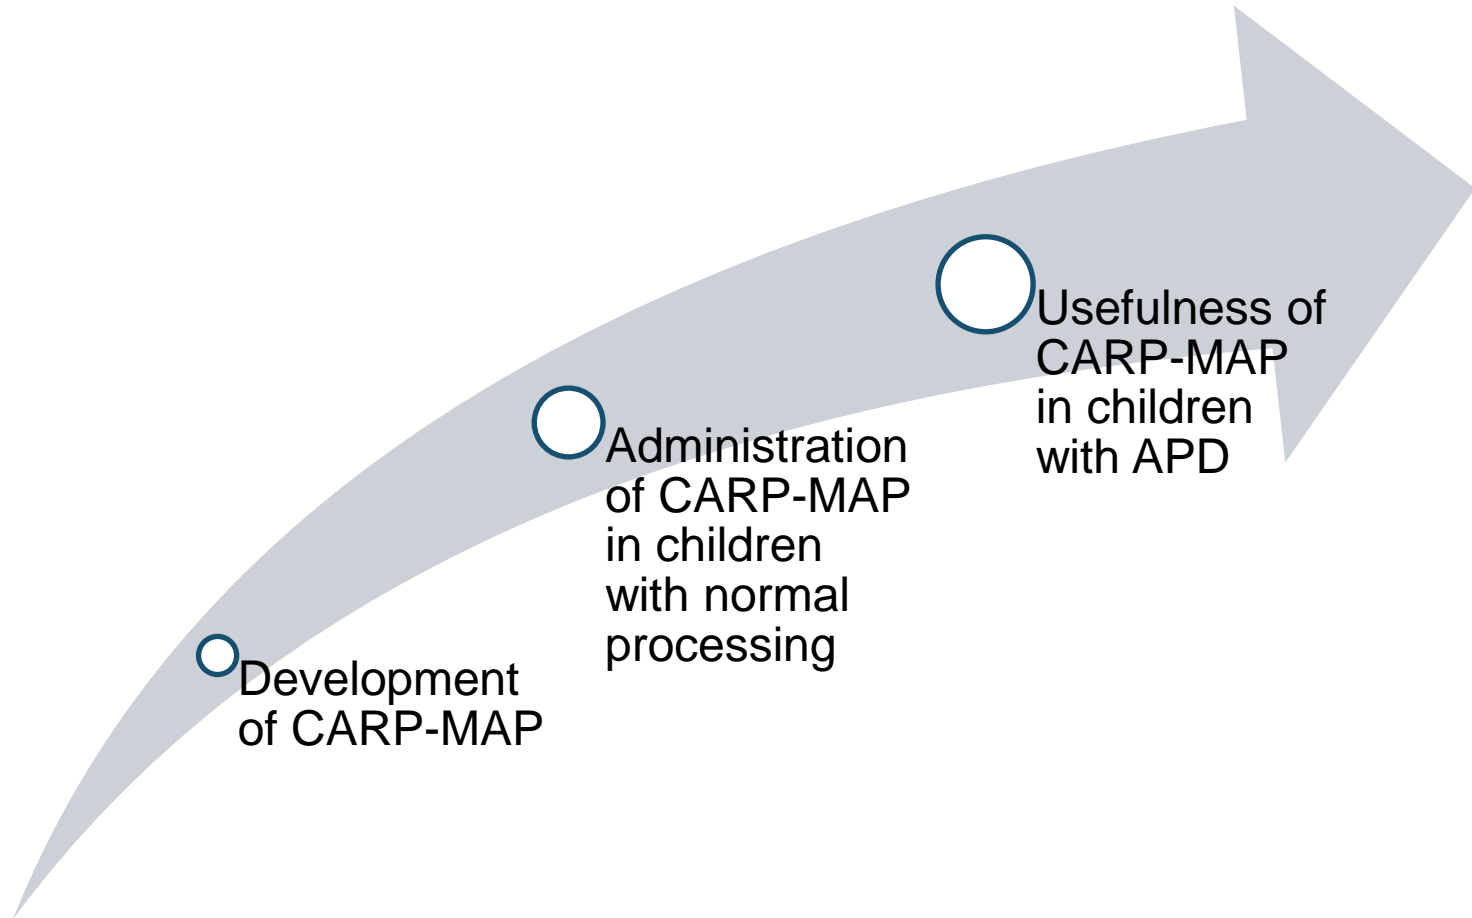 Development
of CARP-MAP
Administration
of CARP-MAP
in children
with normal
processing
Usefulness of
CARP-MAP
in children
with APD